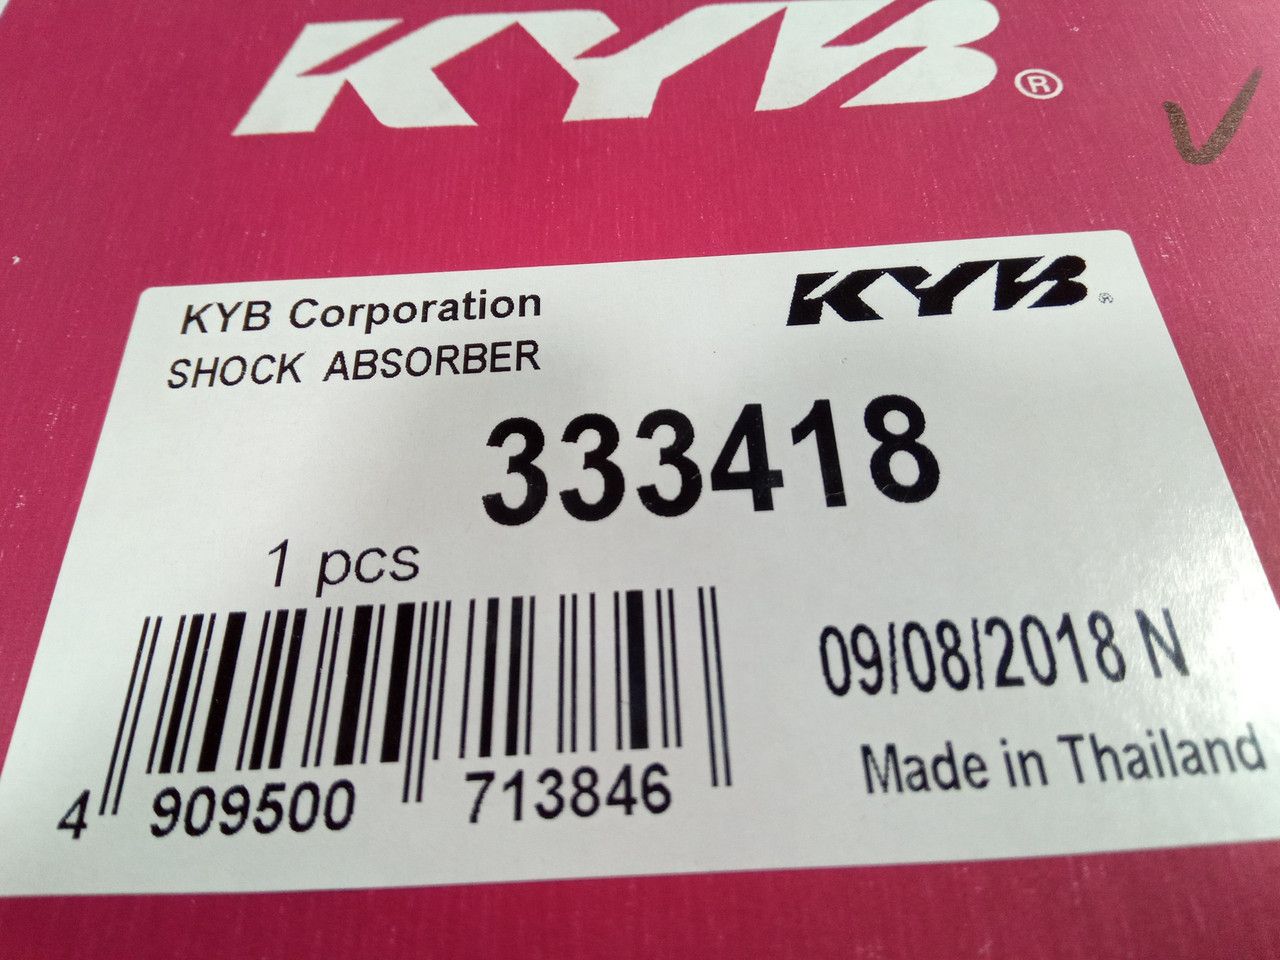 KYB®
KYB Corporation
KYB®
SHOCK ABSORBER
333418
1 pcs
09/08/2018 N
Made in Thailand
4 909500 713846